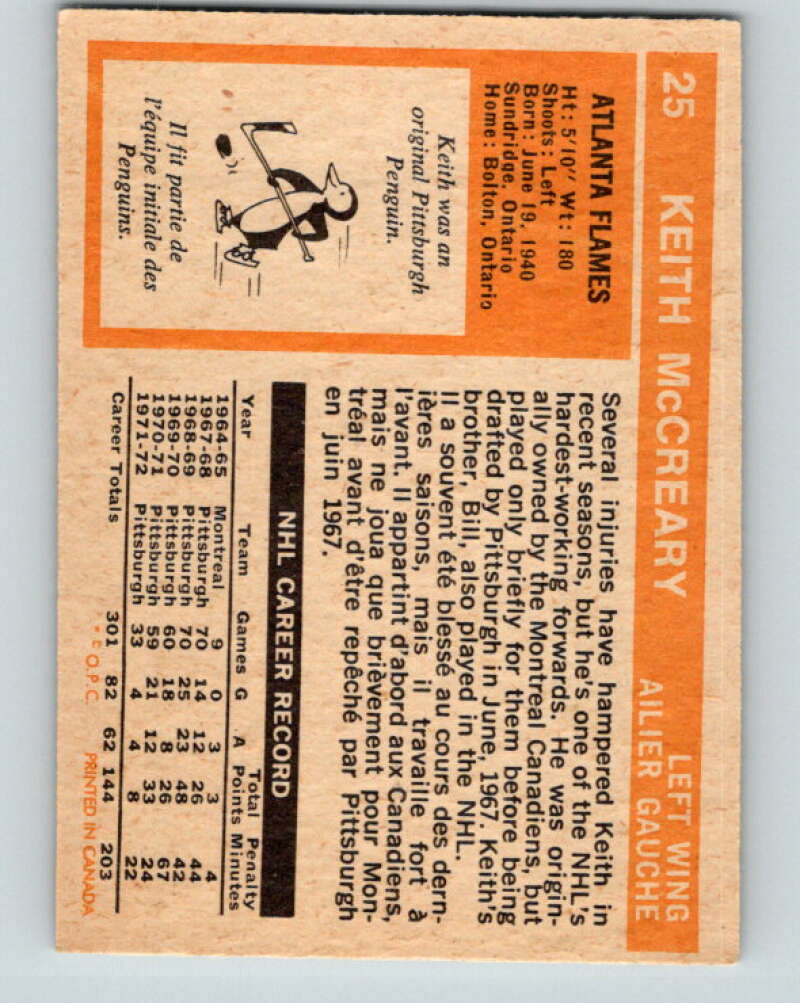 25 KEITH McCREARY
LEFT WING
AILIER GAUCHE
ATLANTA FLAMES
Ht: 5'10" Wt: 180
Shoots: Left
Born: June 19, 1940
Sundridge, Ontario
Home: Bolton, Ontario
Keith was an
original Pittsburgh
Penguin.
Il fit partie de
l'équipe initiale des
Penguins.
Several injuries have hampered Keith in
recent seasons, but he's one of the NHL's
hardest-working forwards. He was origin-
ally owned by the Montreal Canadiens, but
played only briefly for them before being
drafted by Pittsburgh in June, 1967. Keith's
brother, Bill, also played in the NHL.
Il a souvent été blessé au cours des dern-
ières saisons, mais il travaille fort à
l'avant. Il appartint d'abord aux Canadiens,
mais ne joua que brièvement pour Mon-
tréal avant d'être repêché par Pittsburgh
en juin 1967.
NHL CAREER RECORD
Total Penalty
Year Team Games G A Points Minutes
1964-65 Montreal 9 0 3 3 4
1967-68 Pittsburgh 70 14 12 26 44
1968-69 Pittsburgh 70 25 23 48 42
1969-70 Pittsburgh 60 18 8 26 67
1970-71 Pittsburgh 59 21 12 33 24
1971-72 Pittsburgh 33 4 4 8 22
Career Totals 301 82 62 144 203
O.P.C. PRINTED IN CANADA